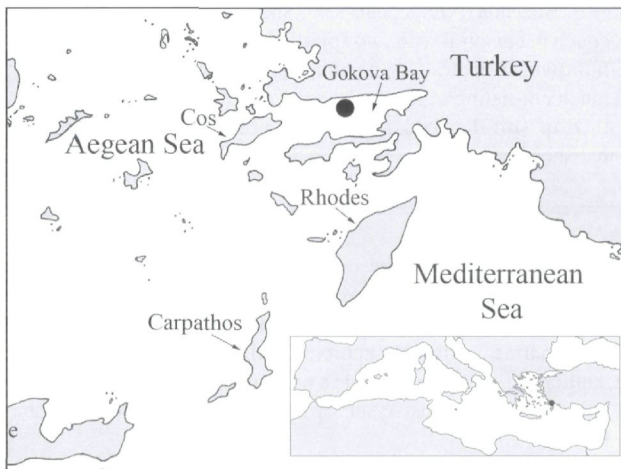 Gokova Bay
Turkey
Cos
Aegean Sea
Rhodes
Mediterranean
Sea
Carpathos
e